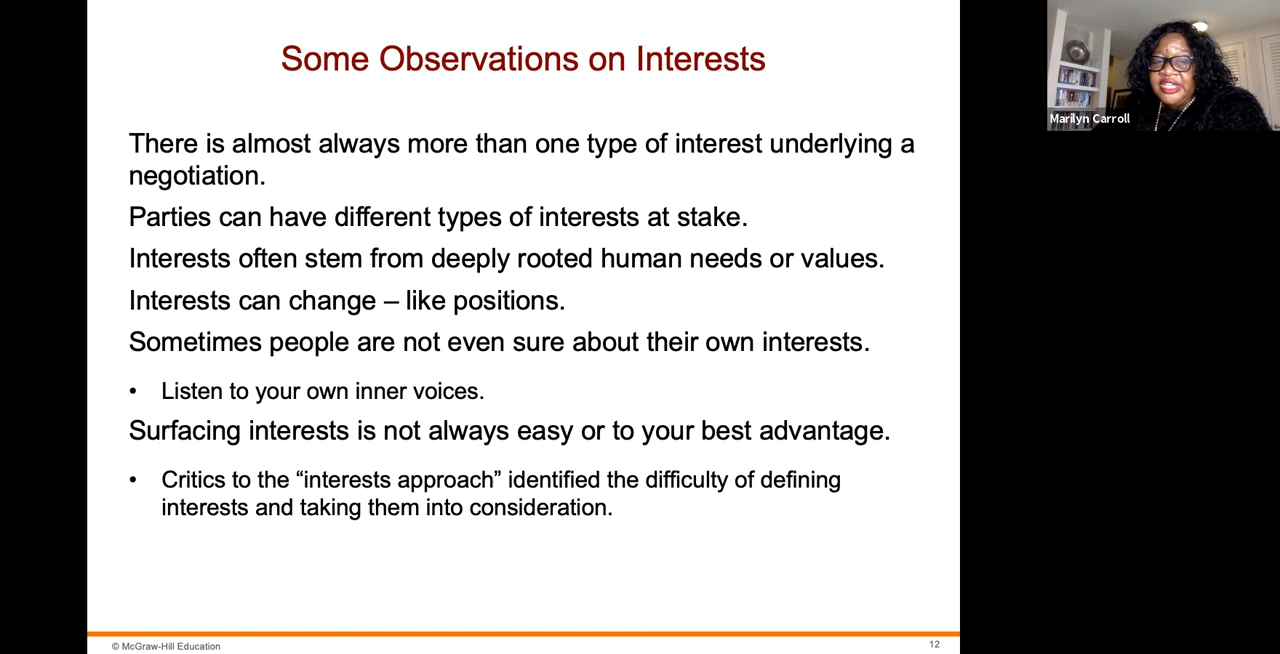 Some Observations on Interests
Marilyn Carroll
There is almost always more than one type of interest underlying a
negotiation.
Parties can have different types of interests at stake.
Interests often stem from deeply rooted human needs or values.
Interests can change – like positions.
Sometimes people are not even sure about their own interests.
• Listen to your own inner voices.
Surfacing interests is not always easy or to your best advantage.
• Critics to the “interests approach” identified the difficulty of defining
interests and taking them into consideration.
© McGraw-Hill Education
12